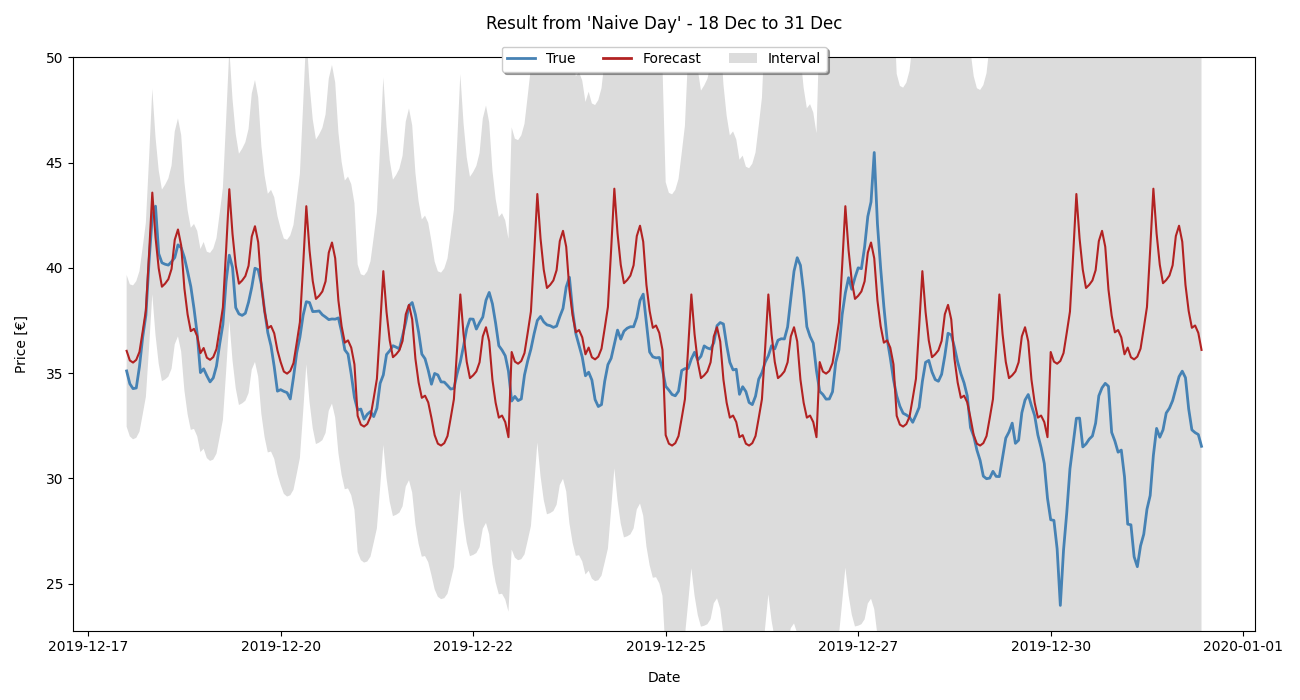 Result from 'Naive Day' - 18 Dec to 31 Dec
True Forecast Interval
50
45
40
35
30
25
Price [€]
2019-12-17 2019-12-20 2019-12-22 2019-12-25 2019-12-27 2019-12-30 2020-01-01
Date